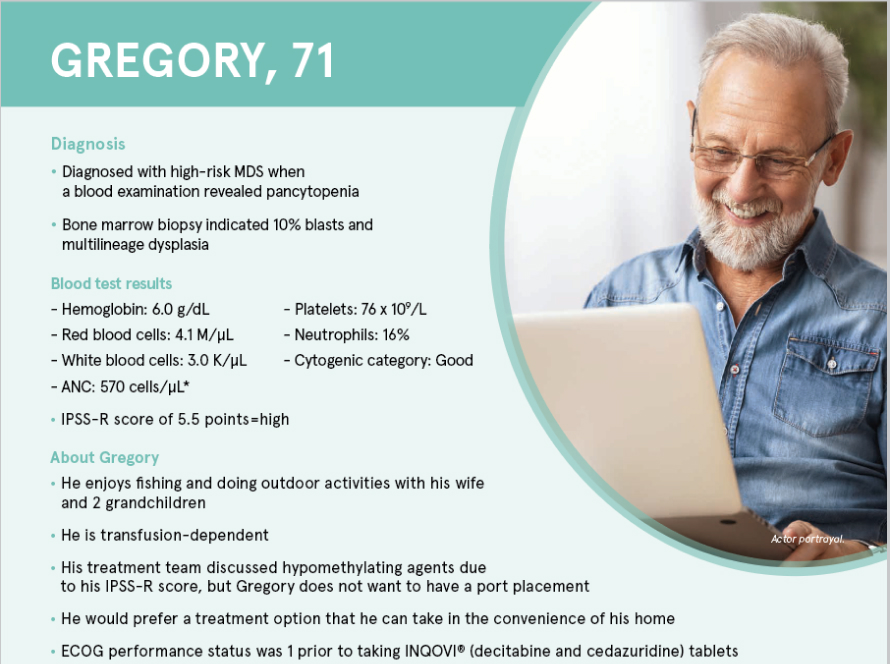 GREGORY, 71
Diagnosis
• Diagnosed with high-risk MDS when
a blood examination revealed pancytopenia
• Bone marrow biopsy indicated 10% blasts and
multilineage dysplasia
Blood test results
– Hemoglobin: 6.0 g/dL
– Red blood cells: 4.1 M/μL
– White blood cells: 3.0 K/μL
– ANC: 570 cells/μL*
– Platelets: 76 x 10⁹/L
– Neutrophils: 16%
– Cytogenic category: Good
• IPSS-R score of 5.5 points=high
About Gregory
• He enjoys fishing and doing outdoor activities with his wife
and 2 grandchildren
• He is transfusion-dependent
• His treatment team discussed hypomethylating agents due
to his IPSS-R score, but Gregory does not want to have a port placement
• He would prefer a treatment option that he can take in the convenience of his home
• ECOG performance status was 1 prior to taking INQOVI® (decitabine and cedazuridine) tablets
Actor portrayal.